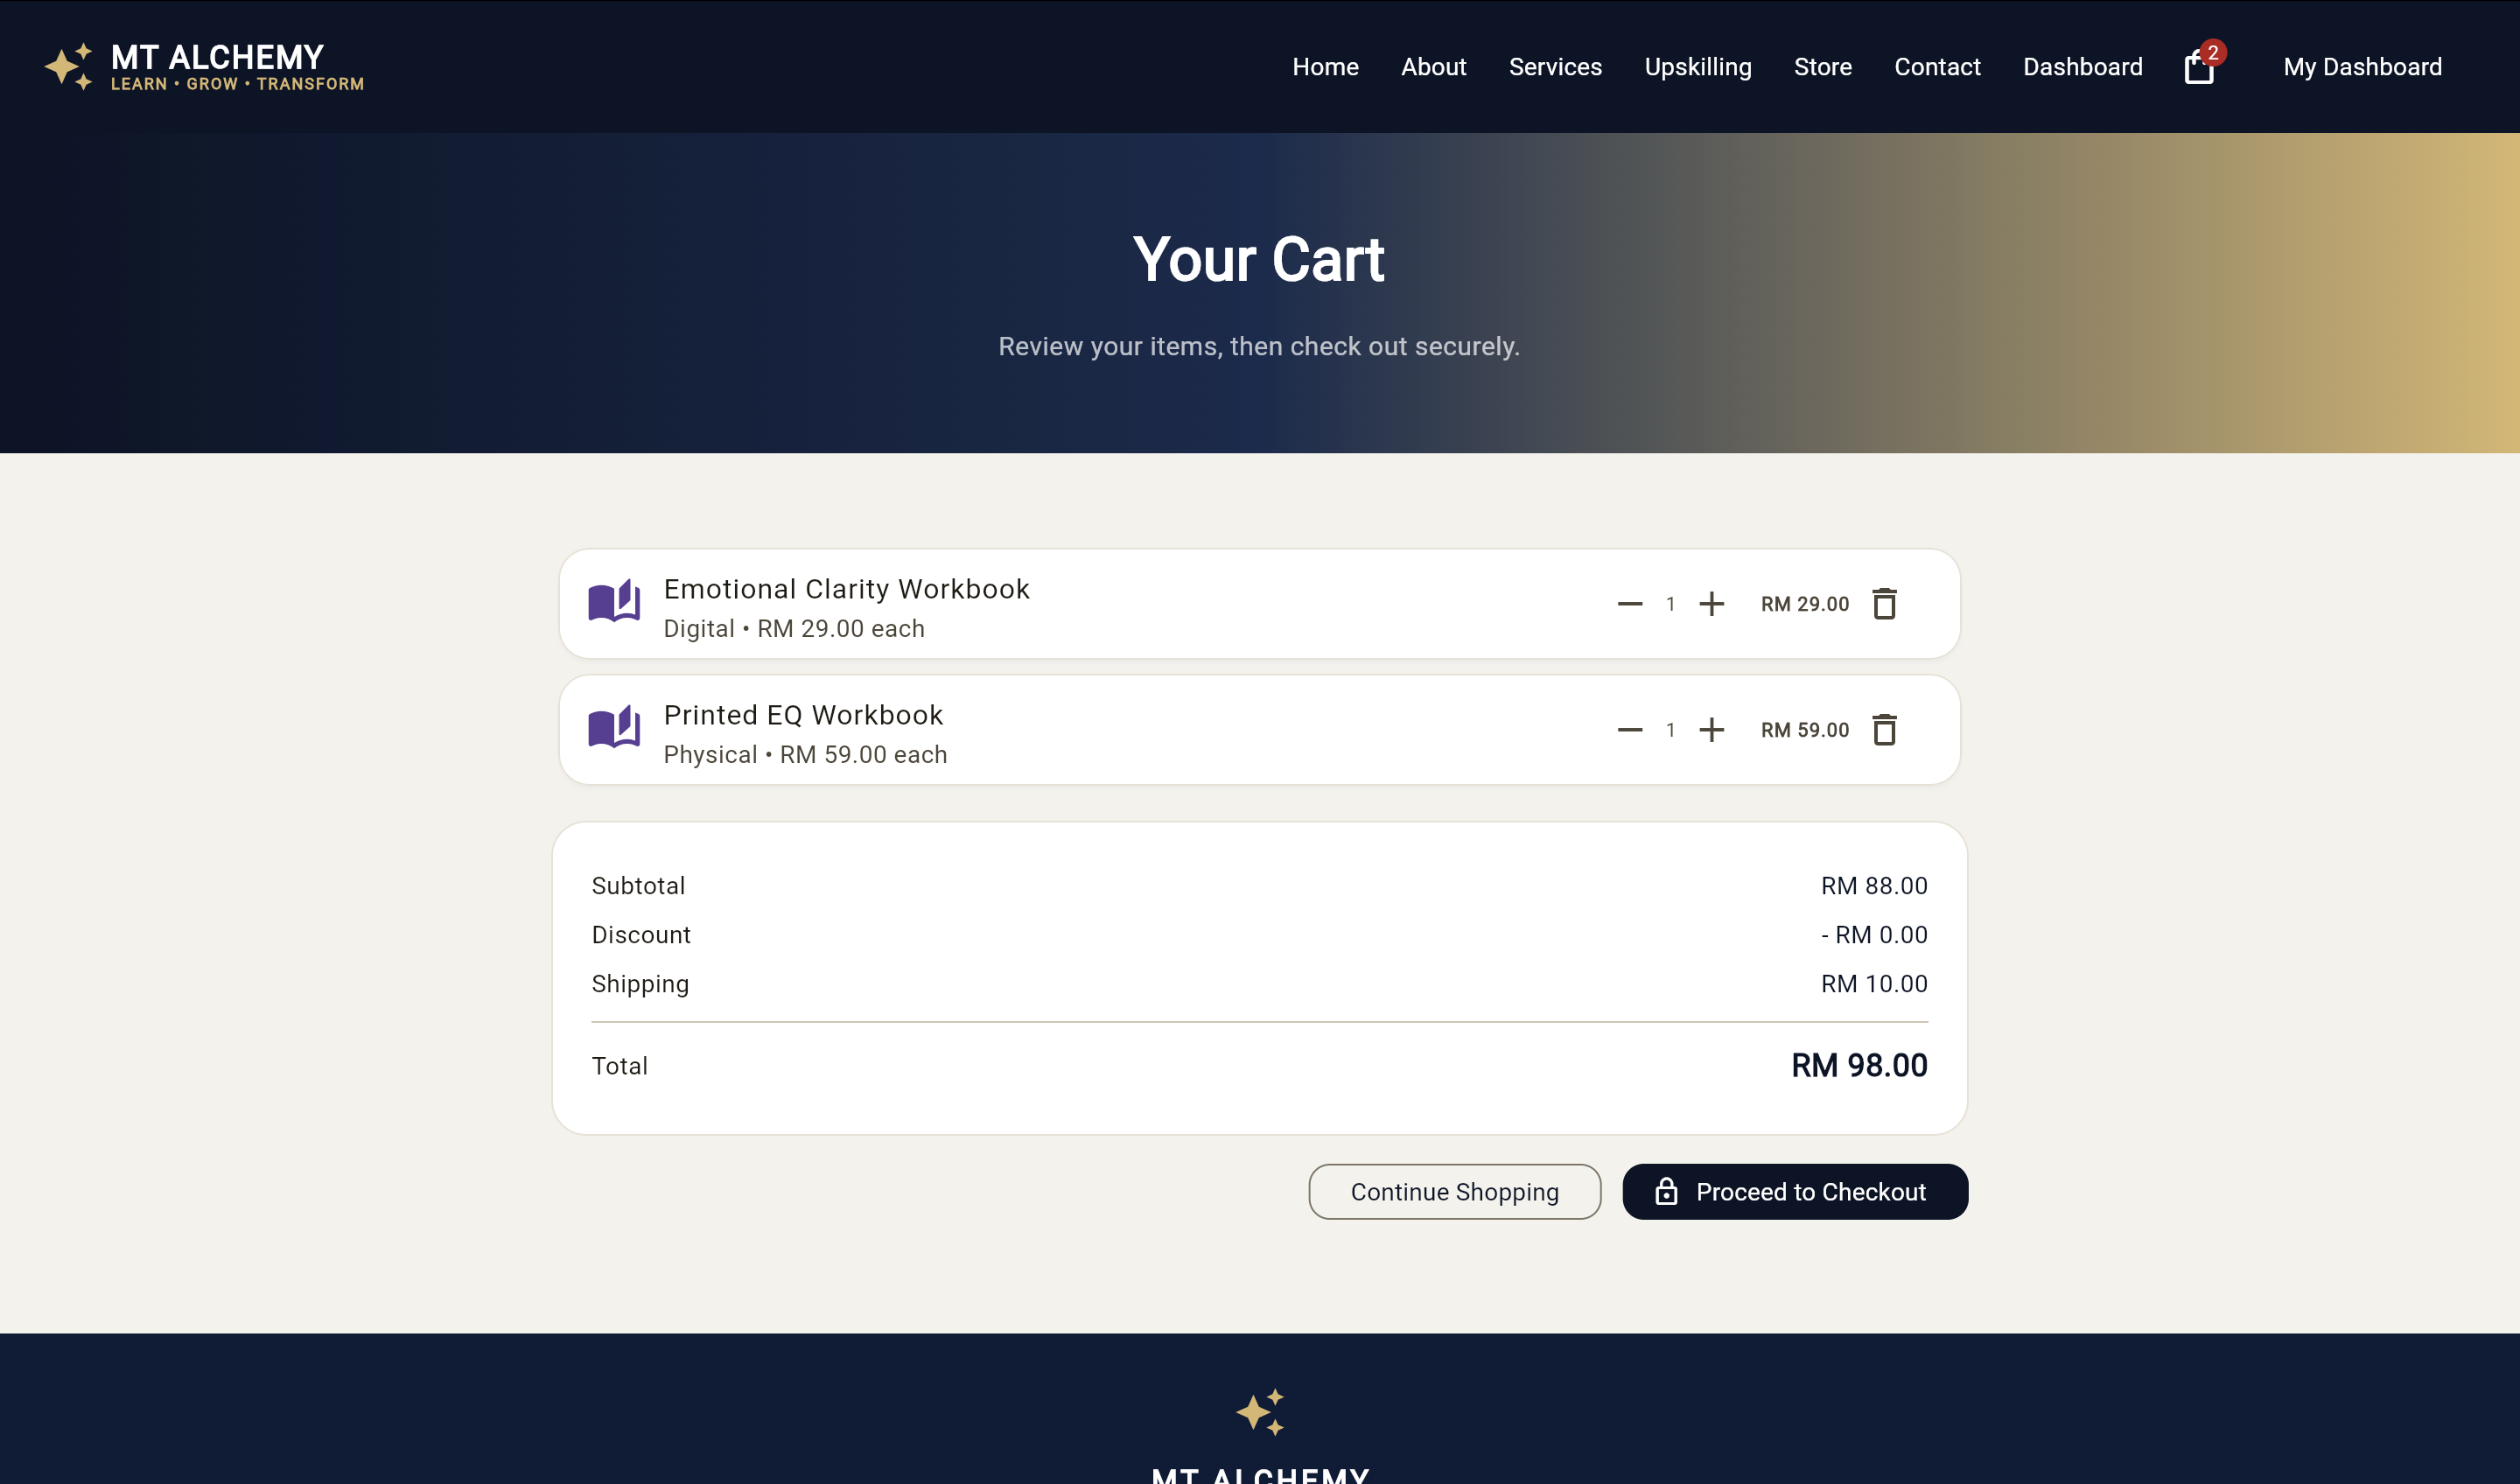 MT ALCHEMY
LEARN • GROW • TRANSFORM
Home About Services Upskilling Store Contact Dashboard 2 My Dashboard
Your Cart
Review your items, then check out securely.
Emotional Clarity Workbook
Digital • RM 29.00 each
1 RM 29.00
Printed EQ Workbook
Physical • RM 59.00 each
1 RM 59.00
Subtotal RM 88.00
Discount - RM 0.00
Shipping RM 10.00
Total RM 98.00
Continue Shopping Proceed to Checkout
MT ALCHEMY